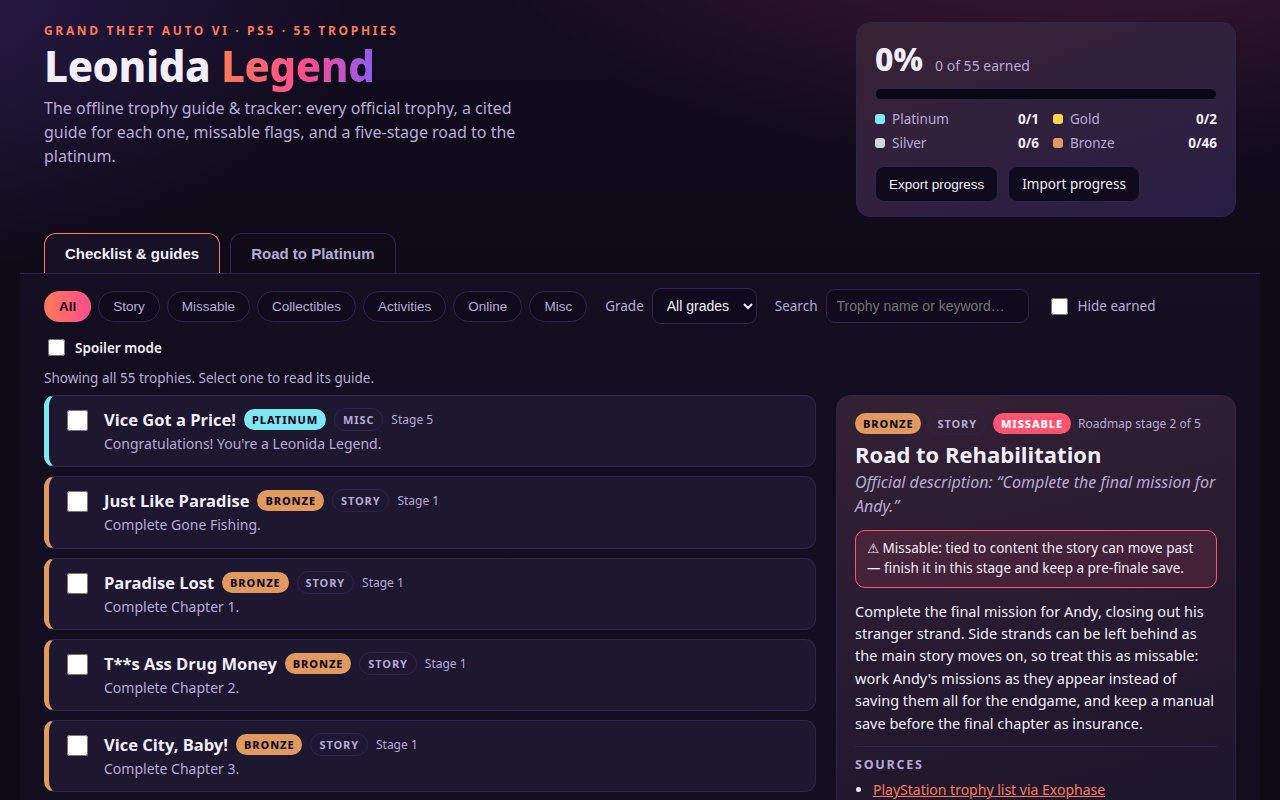 GRAND THEFT AUTO VI · PS5 · 55 TROPHIES
Leonida Legend
The offline trophy guide & tracker: every official trophy, a cited
guide for each one, missable flags, and a five-stage road to the
platinum.
0% 0 of 55 earned
Platinum 0/1 Gold 0/2
Silver 0/6 Bronze 0/46
Export progress Import progress
Checklist & guides Road to Platinum
All Story Missable Collectibles Activities Online Misc Grade All grades Search Trophy name or keyword… Hide earned
Spoiler mode
Showing all 55 trophies. Select one to read its guide.
Vice Got a Price! PLATINUM MISC Stage 5
Congratulations! You're a Leonida Legend.
Just Like Paradise BRONZE STORY Stage 1
Complete Gone Fishing.
Paradise Lost BRONZE STORY Stage 1
Complete Chapter 1.
T**s Ass Drug Money BRONZE STORY Stage 1
Complete Chapter 2.
Vice City, Baby! BRONZE STORY Stage 1
Complete Chapter 3.
BRONZE STORY MISSABLE Roadmap stage 2 of 5
Road to Rehabilitation
Official description: “Complete the final mission for
Andy.”
⚠ Missable: tied to content the story can move past
— finish it in this stage and keep a pre-finale save.
Complete the final mission for Andy, closing out his
stranger strand. Side strands can be left behind as
the main story moves on, so treat this as missable:
work Andy's missions as they appear instead of
saving them all for the endgame, and keep a manual
save before the final chapter as insurance.
SOURCES
• PlayStation trophy list via Exophase